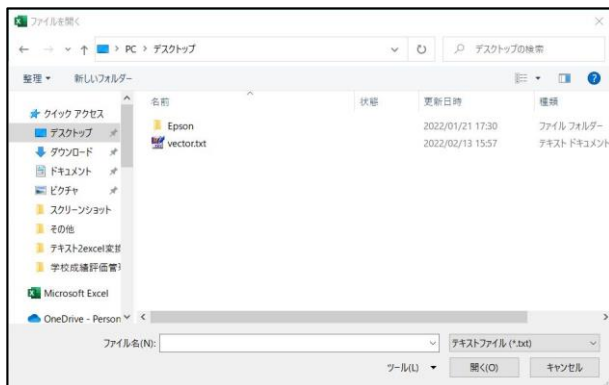 ファイルを開く
PC > デスクトップ
デスクトップの検索
整理
新しいフォルダー
名前 状態 更新日時 種類
Epson 2022/01/21 17:30 ファイル フォルダー
vector.txt 2022/02/13 15:57 テキスト ドキュメント
クイック アクセス
デスクトップ
ダウンロード
ドキュメント
ピクチャ
スクリーンショット
その他
テキスト2excel変換
学校成績評価管理
Microsoft Excel
OneDrive - Person
ファイル名(N):
テキストファイル (*.txt)
ツール(L) 開く(O) キャンセル